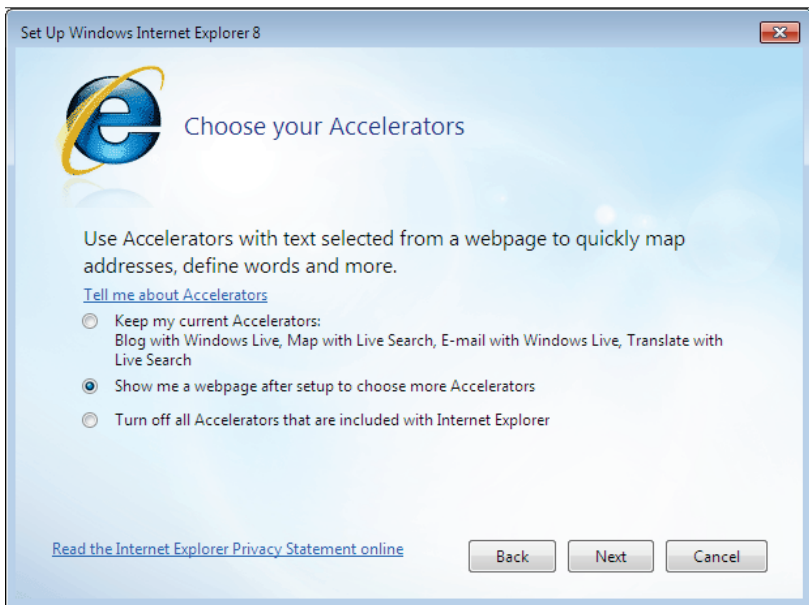 Set Up Windows Internet Explorer 8
Choose your Accelerators
Use Accelerators with text selected from a webpage to quickly map
addresses, define words and more.
Tell me about Accelerators
Keep my current Accelerators:
Blog with Windows Live, Map with Live Search, E-mail with Windows Live, Translate with
Live Search
Show me a webpage after setup to choose more Accelerators
Turn off all Accelerators that are included with Internet Explorer
Read the Internet Explorer Privacy Statement online
Back Next Cancel